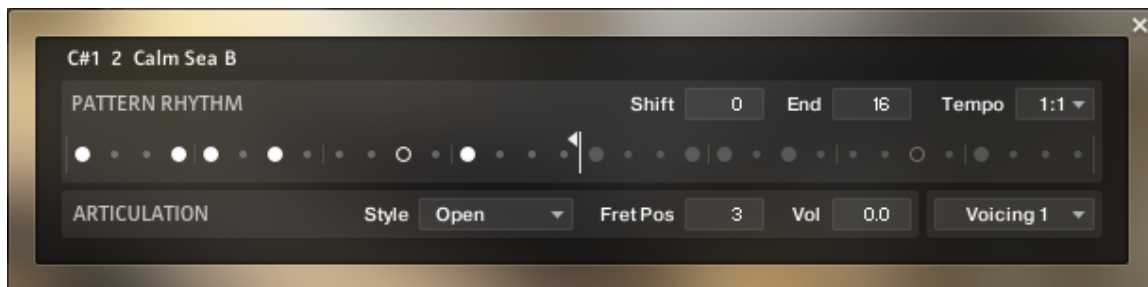 C#1 2 Calm Sea B
PATTERN RHYTHM Shift 0 End 16 Tempo 1:1
ARTICULATION Style Open Fret Pos 3 Vol 0.0 Voicing 1